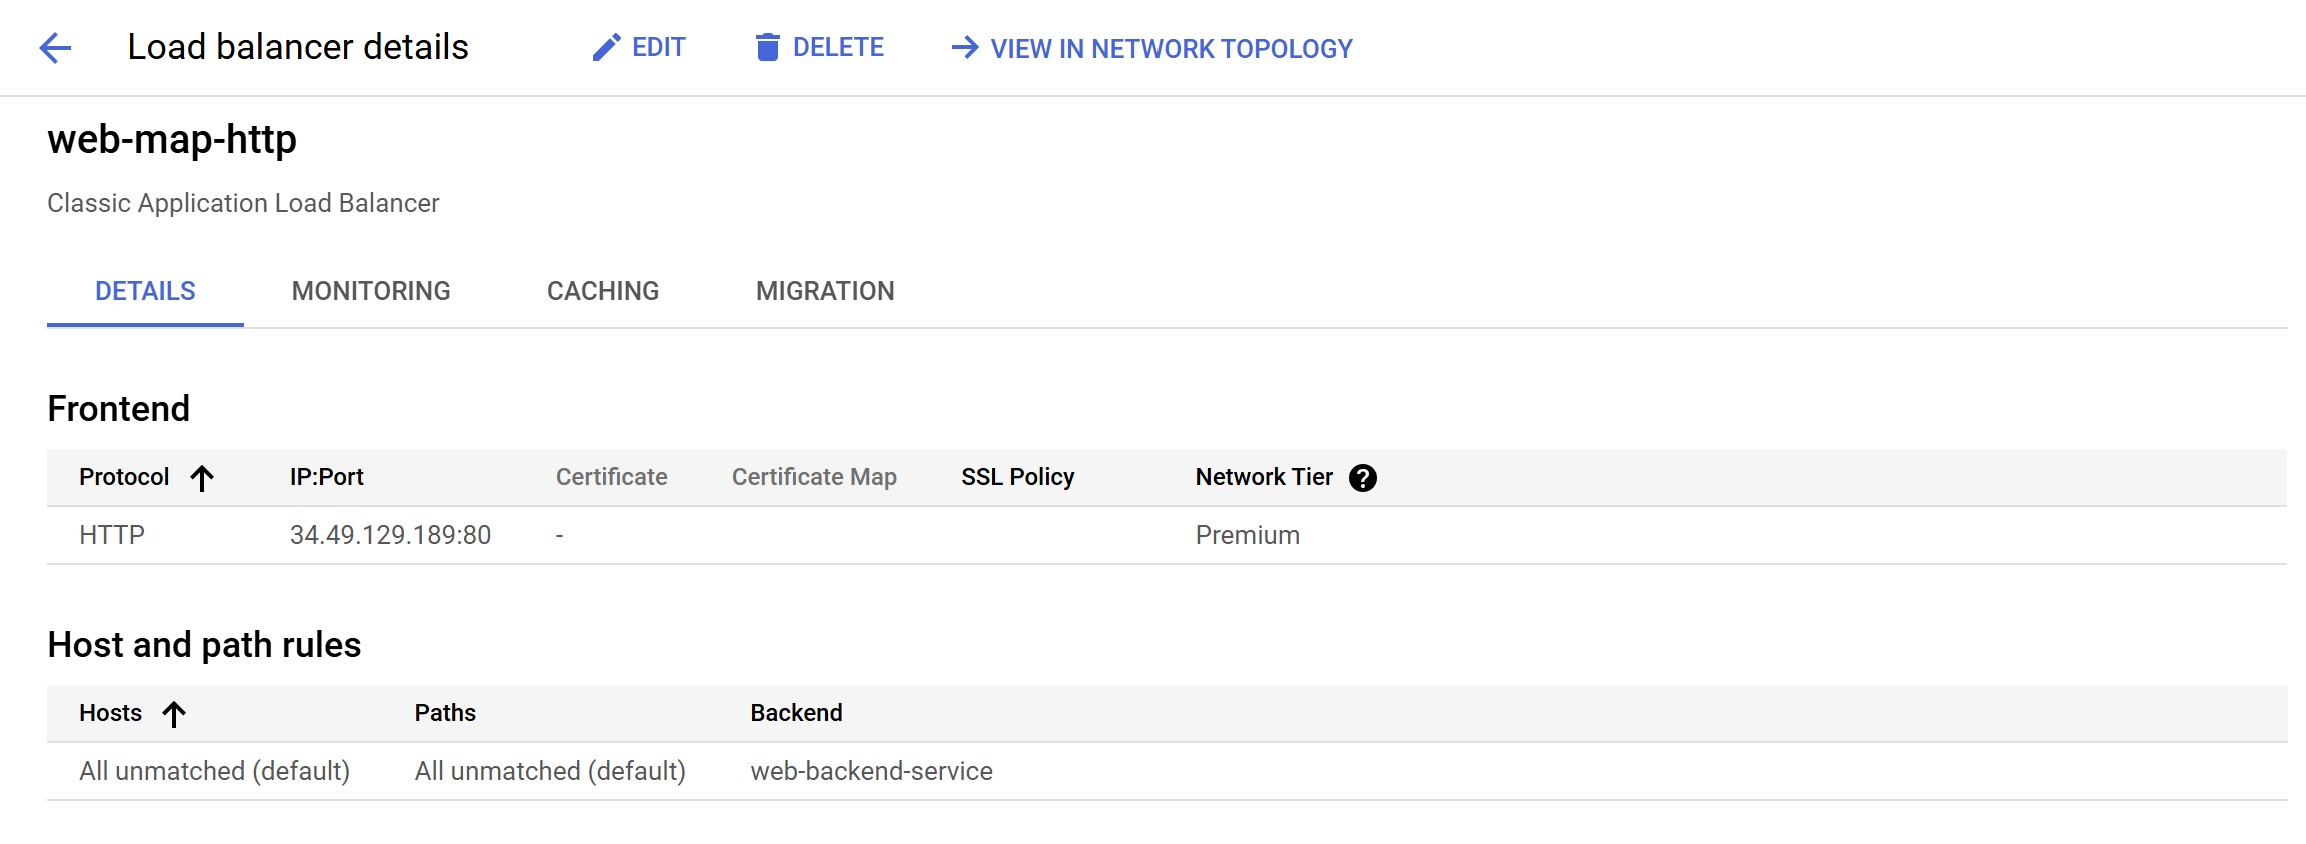 Load balancer details EDIT DELETE VIEW IN NETWORK TOPOLOGY
web-map-http
Classic Application Load Balancer
DETAILS MONITORING CACHING MIGRATION
Frontend
Protocol IP:Port Certificate Certificate Map SSL Policy Network Tier ?
HTTP 34.49.129.189:80 - Premium
Host and path rules
Hosts Paths Backend
All unmatched (default) All unmatched (default) web-backend-service